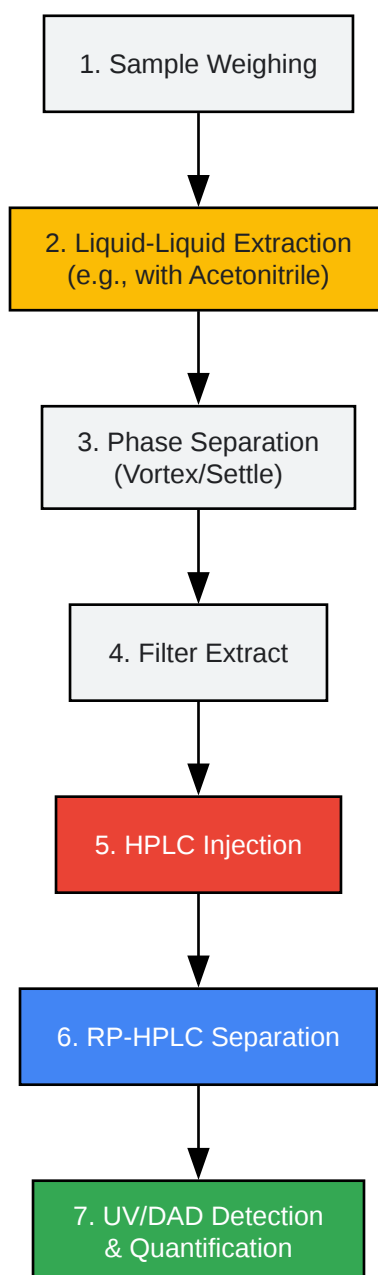 1. Sample Weighing
2. Liquid-Liquid Extraction
(e.g., with Acetonitrile)
3. Phase Separation
(Vortex/Settle)
4. Filter Extract
5. HPLC Injection
6. RP-HPLC Separation
7. UV/DAD Detection
& Quantification